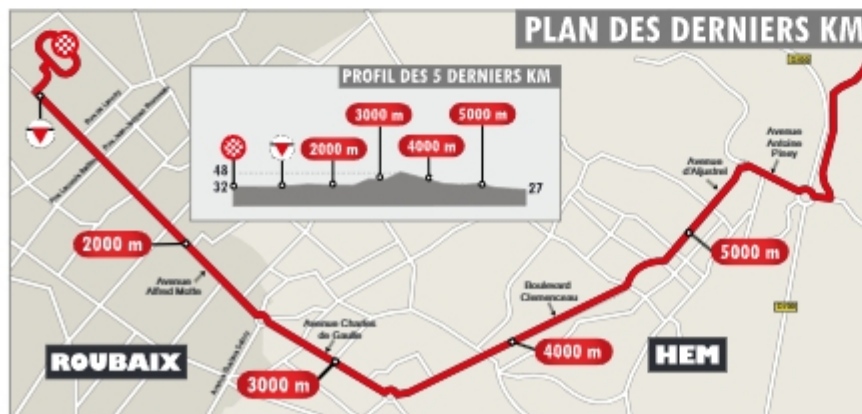 PLAN DES DERNIERS KM
PROFIL DES 5 DERNIERS KM
3000 m
5000 m
2000 m
4000 m
48
32
27
Avenue
Antoine
Pinay
Avenue
d'Aljustrel
5000 m
2000 m
Avenue
Alfred Motte
Boulevard
Clemenceau
Avenue Charles
de Gaulle
ROUBAIX
3000 m
4000 m
HEM